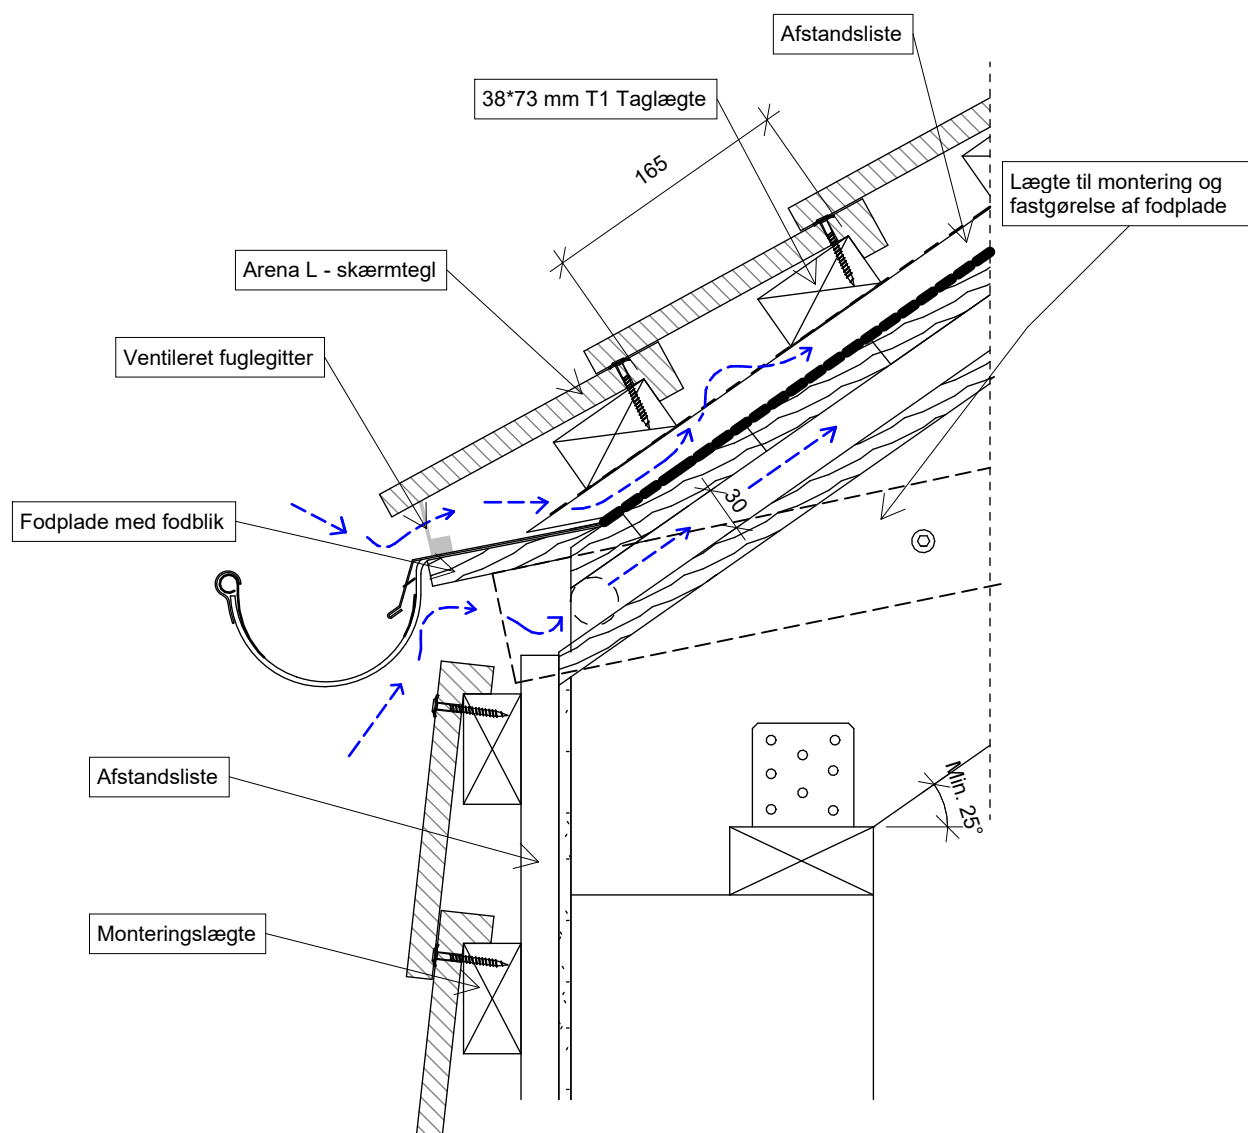 Afstandsliste
38*73 mm T1 Taglægte
165
Lægte til montering og
fastgørelse af fodplade
Arena L - skærmtegl
Ventileret fuglegitter
30
Fodplade med fodblik
Afstandsliste
Min. 25°
Monteringslægte